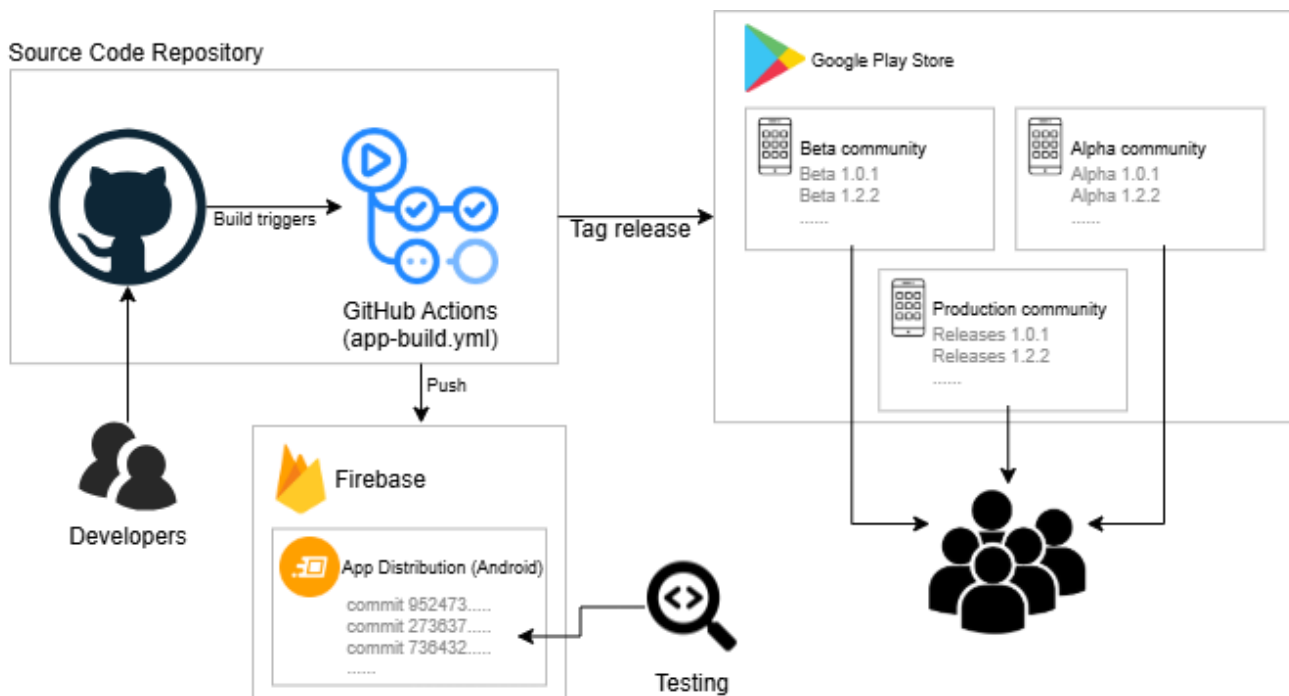 Source Code Repository
Build triggers
GitHub Actions
(app-build.yml)
Tag release
Google Play Store
Beta community
Beta 1.0.1
Beta 1.2.2
......
Alpha community
Alpha 1.0.1
Alpha 1.2.2
......
Production community
Releases 1.0.1
Releases 1.2.2
......
Push
Developers
Firebase
App Distribution (Android)
commit 952473.....
commit 273637.....
commit 736432.....
......
Testing